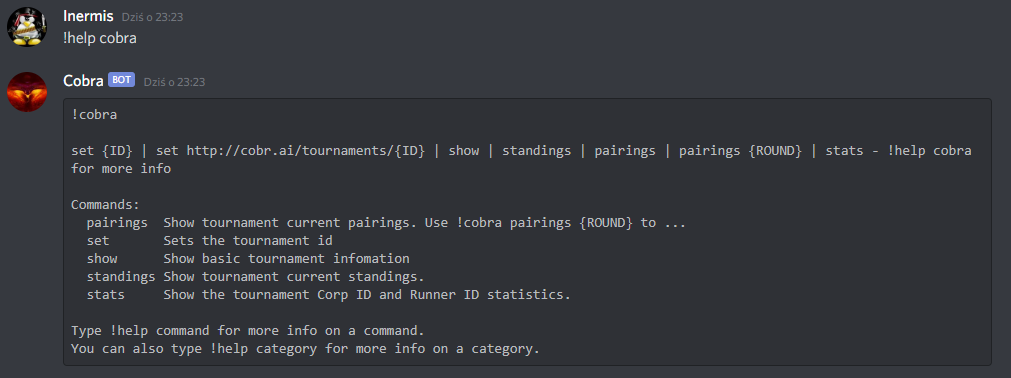 Inermis Dziś o 23:23
!help cobra
Cobra BOT Dziś o 23:23
!cobra
set {ID} | set http://cobr.ai/tournaments/{ID} | show | standings | pairings | pairings {ROUND} | stats - !help cobra
for more info
Commands:
pairings Show tournament current pairings. Use !cobra pairings {ROUND} to ...
set Sets the tournament id
show Show basic tournament infomation
standings Show tournament current standings.
stats Show the tournament Corp ID and Runner ID statistics.
Type !help command for more info on a command.
You can also type !help category for more info on a category.